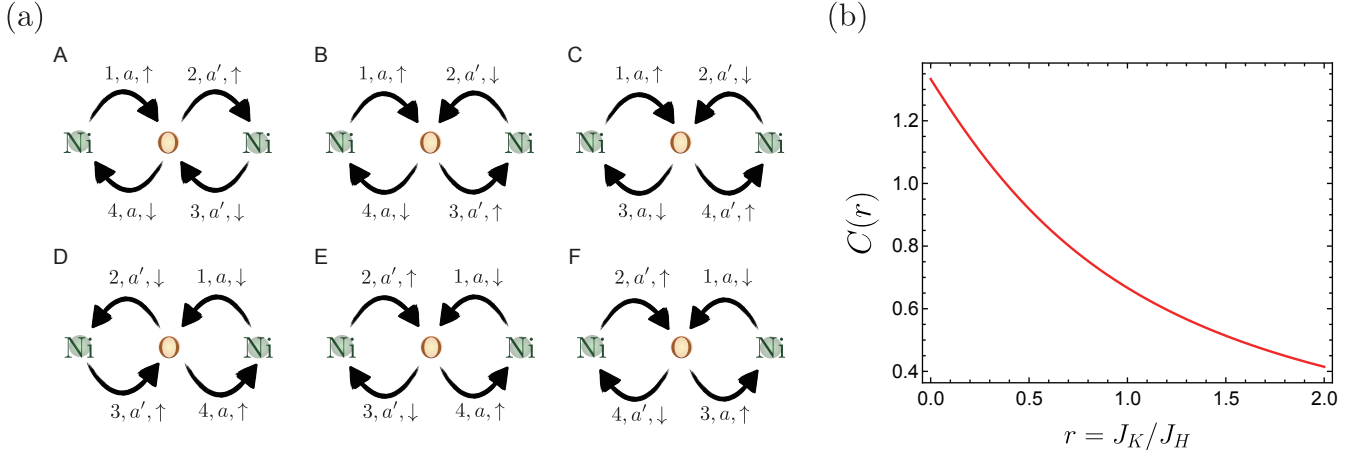 (a)
A
1, a, ↑
2, a′, ↑
Ni
O
Ni
4, a, ↓
3, a′, ↓
B
1, a, ↑
2, a′, ↓
Ni
O
Ni
4, a, ↓
3, a′, ↑
C
1, a, ↑
2, a′, ↓
Ni
O
Ni
3, a, ↓
4, a′, ↑
D
2, a′, ↓
1, a, ↓
Ni
O
Ni
3, a′, ↑
4, a, ↑
E
2, a′, ↑
1, a, ↓
Ni
O
Ni
3, a′, ↓
4, a, ↑
F
2, a′, ↑
1, a, ↓
Ni
O
Ni
4, a′, ↓
3, a, ↑
(b)
C(r)
1.2
1.0
0.8
0.6
0.4
0.0
0.5
1.0
1.5
2.0
r = J_K/J_H